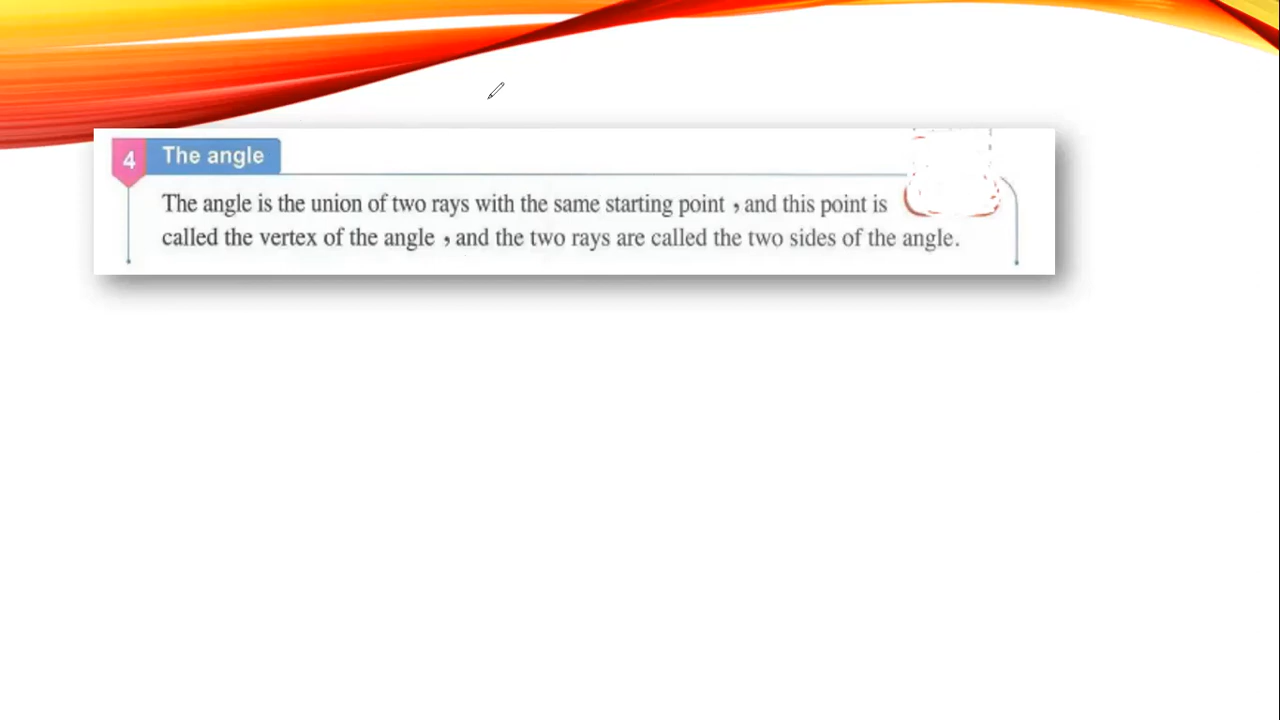 4 The angle
The angle is the union of two rays with the same starting point , and this point is
called the vertex of the angle , and the two rays are called the two sides of the angle.